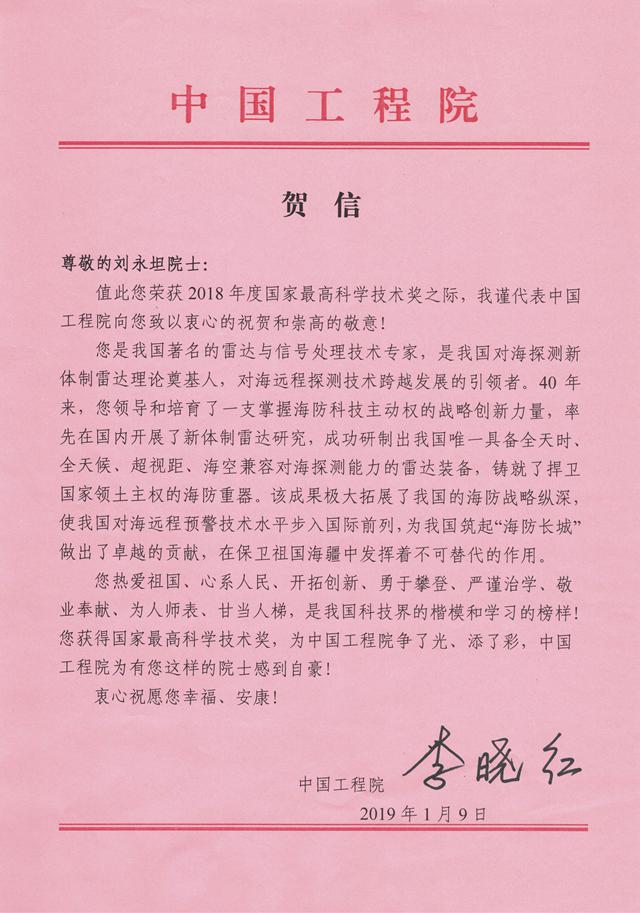 中国工程院
贺 信
尊敬的刘永坦院士：
值此您荣获 2018 年度国家最高科学技术奖之际，我谨代表中国
工程院向您致以衷心的祝贺和崇高的敬意！
您是我国著名的雷达与信号处理技术专家，是我国对海探测新
体制雷达理论奠基人，对海远程探测技术跨越发展的引领者。40 年
来，您领导和培育了一支掌握海防科技主动权的战略创新力量，率
先在国内开展了新体制雷达研究，成功研制出我国唯一具备全天时、
全天候、超视距、海空兼容对海探测能力的雷达装备，铸就了捍卫
国家领土主权的海防重器。该成果极大拓展了我国的海防战略纵深，
使我国对海远程预警技术水平步入国际前列，为我国筑起“海防长城”
做出了卓越的贡献，在保卫祖国海疆中发挥着不可替代的作用。
您热爱祖国、心系人民、开拓创新、勇于攀登、严谨治学、敬
业奉献、为人师表、甘当人梯，是我国科技界的楷模和学习的榜样！
您获得国家最高科学技术奖，为中国工程院争了光、添了彩，中国
工程院为有您这样的院士感到自豪！
衷心祝愿您幸福、安康！
中国工程院 李晓红
2019 年 1 月 9 日